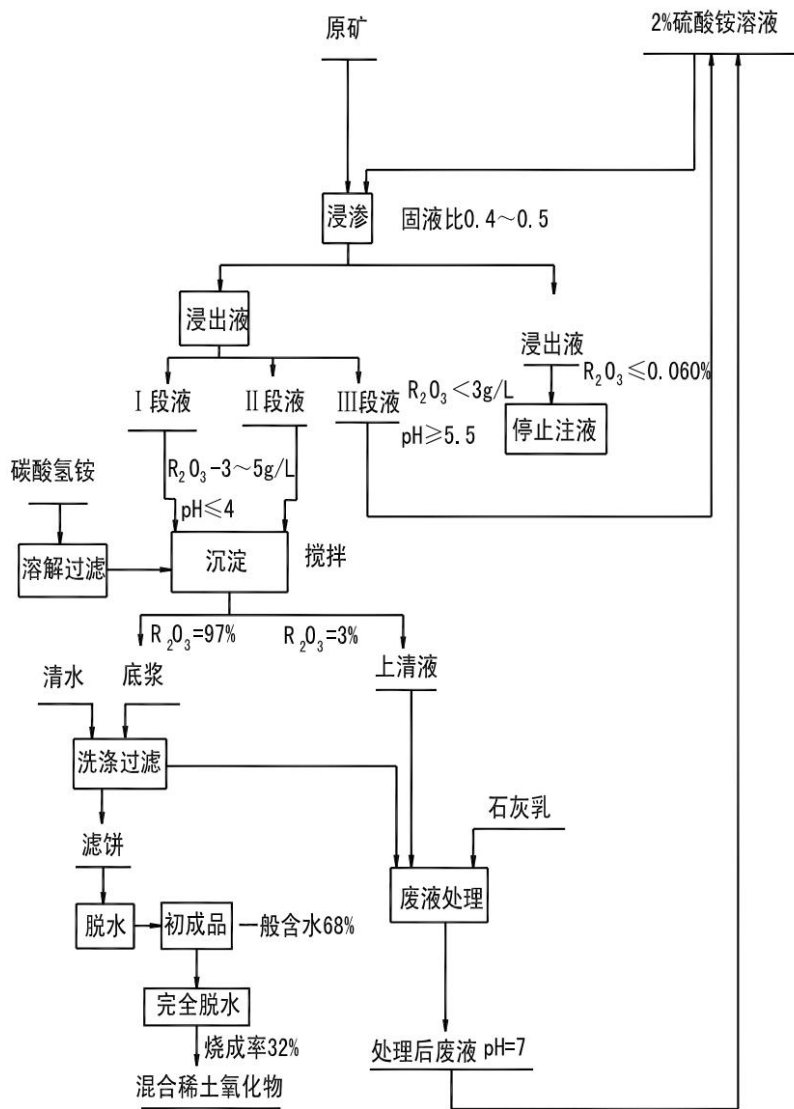 原矿
2%硫酸铵溶液
浸渗
固液比0.4～0.5
浸出液
浸出液
R₂O₃≤0.060%
Ⅰ段液
Ⅱ段液
Ⅲ段液
R₂O₃<3g/L
停止注液
pH≥5.5
R₂O₃-3～5g/L
碳酸氢铵
pH≤4
溶解过滤
沉淀
搅拌
R₂O₃=97%
R₂O₃=3%
清水
底浆
上清液
洗涤过滤
石灰乳
滤饼
脱水
初成品
一般含水68%
废液处理
完全脱水
烧成率32%
处理后废液
pH=7
混合稀土氧化物